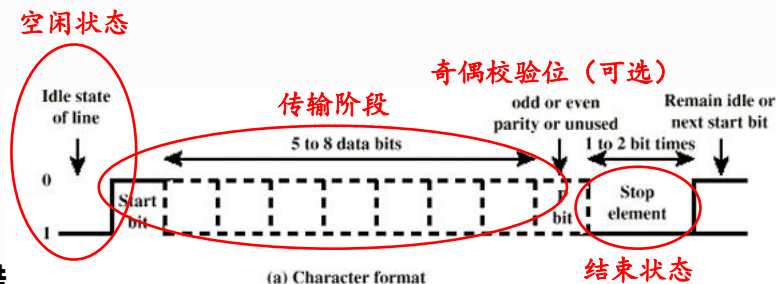 空闲状态
奇偶校验位（可选）
传输阶段
Idle state
of line
odd or even
parity or unused
Remain idle or
next start bit
5 to 8 data bits
1 to 2 bit times
0
1
Start
bit
P
bit
Stop
element
(a) Character format
结束状态